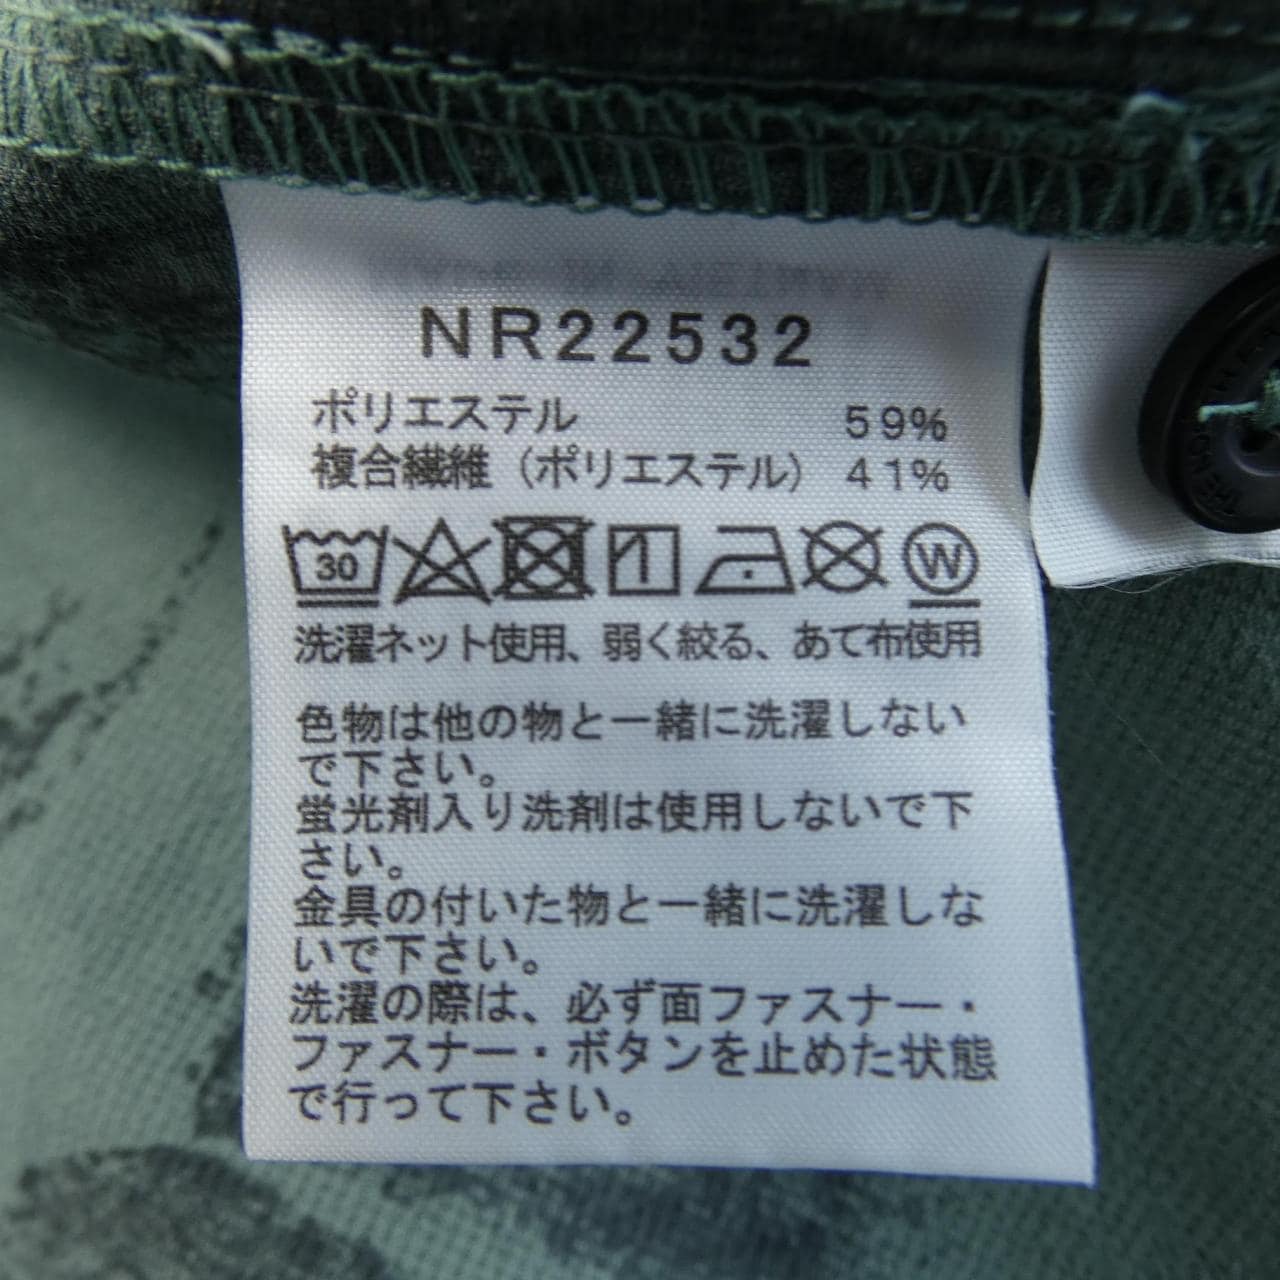 NR22532
ポリエステル 59%
複合繊維（ポリエステル）41%
30 W
洗濯ネット使用、弱く絞る、あて布使用
色物は他の物と一緒に洗濯しない
で下さい。
蛍光剤入り洗剤は使用しないで下
さい。
金具の付いた物と一緒に洗濯しな
いで下さい。
洗濯の際は、必ず面ファスナー・
ファスナー・ボタンを止めた状態
で行って下さい。
THE NO